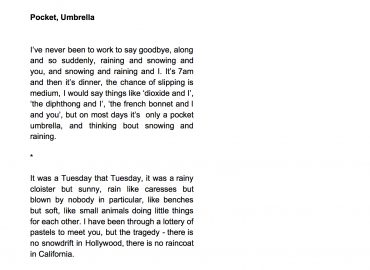 Pocket, Umbrella
I've never been to work to say goodbye, along
and so suddenly, raining and snowing and
you, and snowing and raining and I. It's 7am
and then it's dinner, the chance of slipping is
medium, I would say things like 'dioxide and I',
'the diphthong and I', 'the french bonnet and I
and you', but on most days it's only a pocket
umbrella, and thinking bout snowing and
raining.
*
It was a Tuesday that Tuesday, it was a rainy
cloister but sunny, rain like caresses but
blown by nobody in particular, like benches
but soft, like small animals doing little things
for each other. I have been through a lottery of
pastels to meet you, but the tragedy - there is
no snowdrift in Hollywood, there is no raincoat
in California.